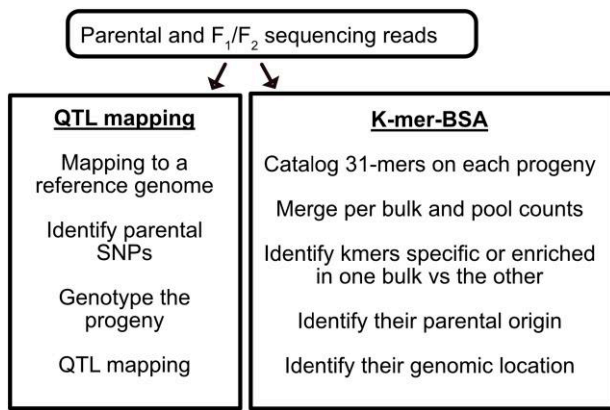 Parental and F₁/F₂ sequencing reads
QTL mapping
Mapping to a
reference genome
Identify parental
SNPs
Genotype the
progeny
QTL mapping
K-mer-BSA
Catalog 31-mers on each progeny
Merge per bulk and pool counts
Identify kmers specific or enriched
in one bulk vs the other
Identify their parental origin
Identify their genomic location